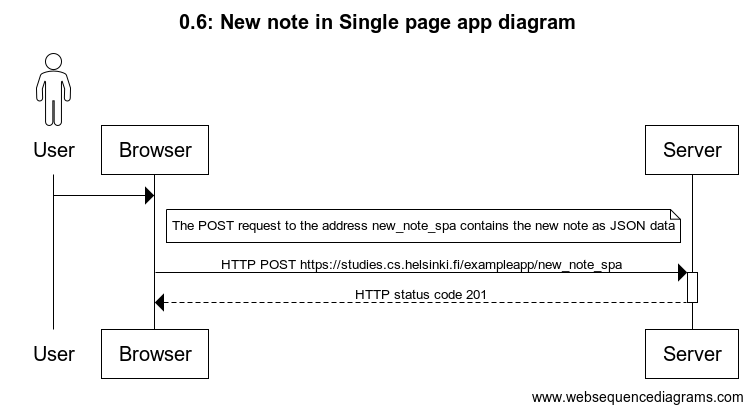 0.6: New note in Single page app diagram
User
Browser
Server
The POST request to the address new_note_spa contains the new note as JSON data
HTTP POST https://studies.cs.helsinki.fi/exampleapp/new_note_spa
HTTP status code 201
User
Browser
Server
www.websequencediagrams.com